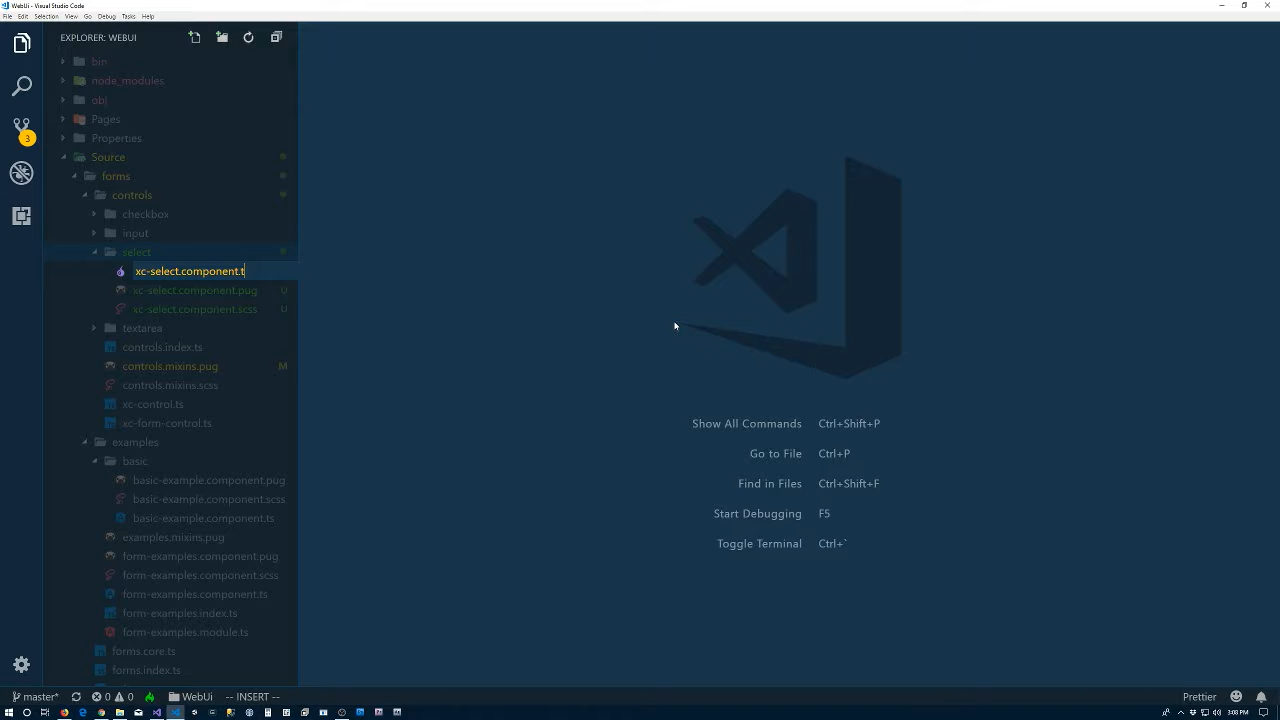 WebUi - Visual Studio Code
File Edit Selection View Go Debug Tasks Help
EXPLORER: WEBUI
bin
node_modules
obj
Pages
Properties
Source
forms
controls
checkbox
input
select
xc-select.component.t
xc-select.component.pug U
xc-select.component.scss U
textarea
controls.index.ts
controls.mixins.pug M
controls.mixins.scss
xc-control.ts
xc-form-control.ts
examples
basic
basic-example.component.pug
basic-example.component.scss
basic-example.component.ts
examples.mixins.pug
form-examples.component.pug
form-examples.component.scss
form-examples.component.ts
form-examples.index.ts
form-examples.module.ts
forms.core.ts
forms.index.ts
3
Show All Commands Ctrl+Shift+P
Go to File Ctrl+P
Find in Files Ctrl+Shift+F
Start Debugging F5
Toggle Terminal Ctrl+`
master* 0 0 WebUi -- INSERT -- Prettier
3:08 PM